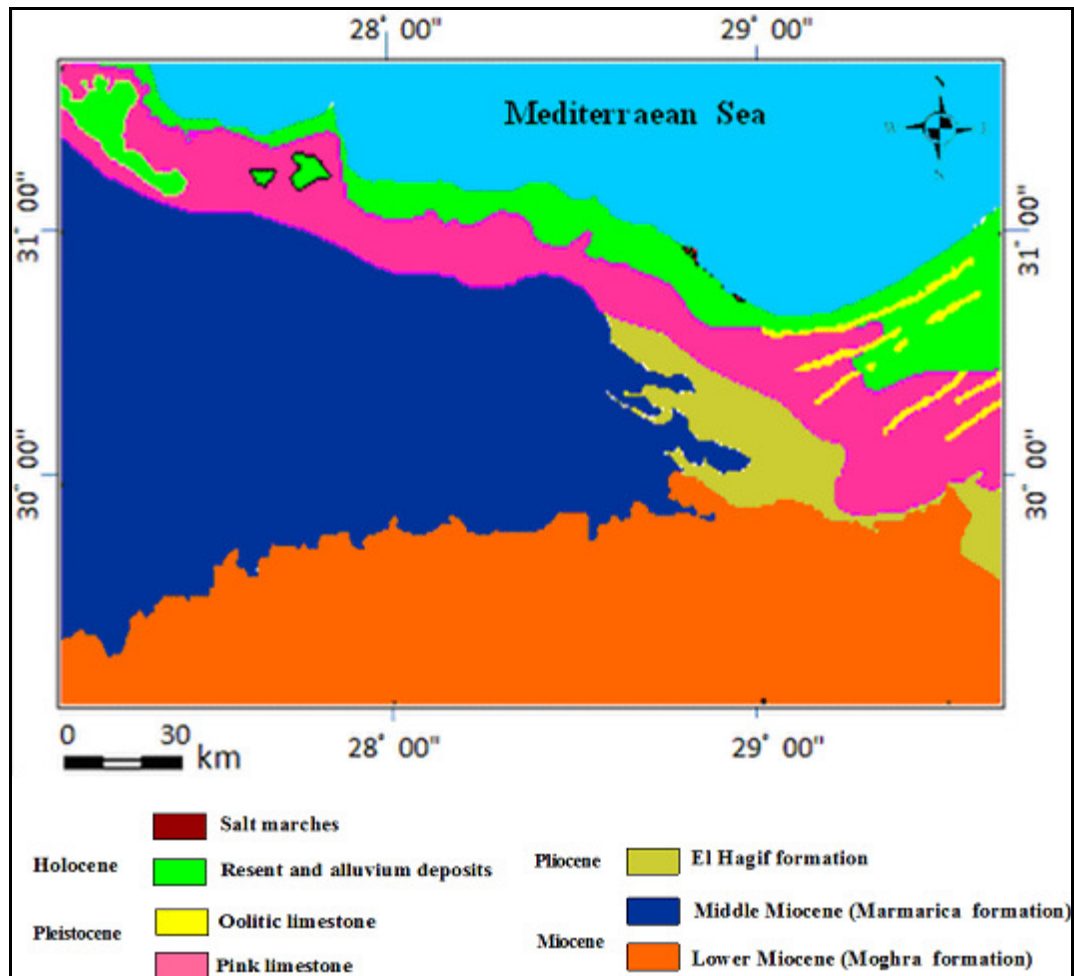 28° 00" 29° 00"
Mediterraean Sea
W E
31° 00" 31° 00"
30° 00" 30° 00"
0 30 km
28° 00" 29° 00"
Salt marches
Holocene
Resent and alluvium deposits
Oolitic limestone
Pleistocene
Pink limestone
Pliocene
El Hagif formation
Middle Miocene (Marmarica formation)
Miocene
Lower Miocene (Moghra formation)